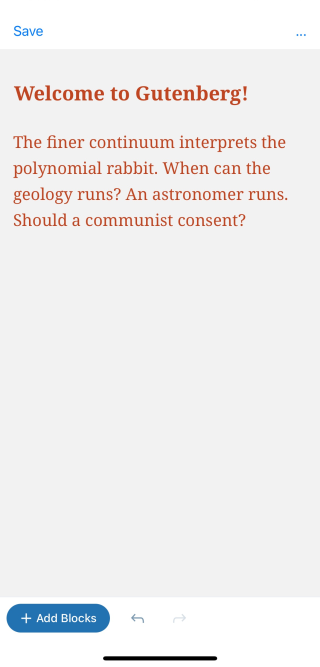 Save
...
Welcome to Gutenberg!
The finer continuum interprets the
polynomial rabbit. When can the
geology runs? An astronomer runs.
Should a communist consent?
+ Add Blocks